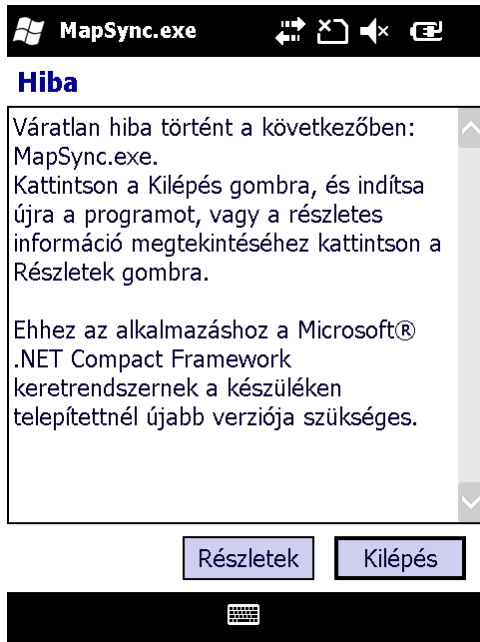 MapSync.exe
Hiba
Váratlan hiba történt a következőben:
MapSync.exe.
Kattintson a Kilépés gombra, és indítsa
újra a programot, vagy a részletes
információ megtekintéséhez kattintson a
Részletek gombra.
Ehhez az alkalmazáshoz a Microsoft®
.NET Compact Framework
keretrendszernek a készüléken
telepítettnél újabb verziója szükséges.
Részletek Kilépés